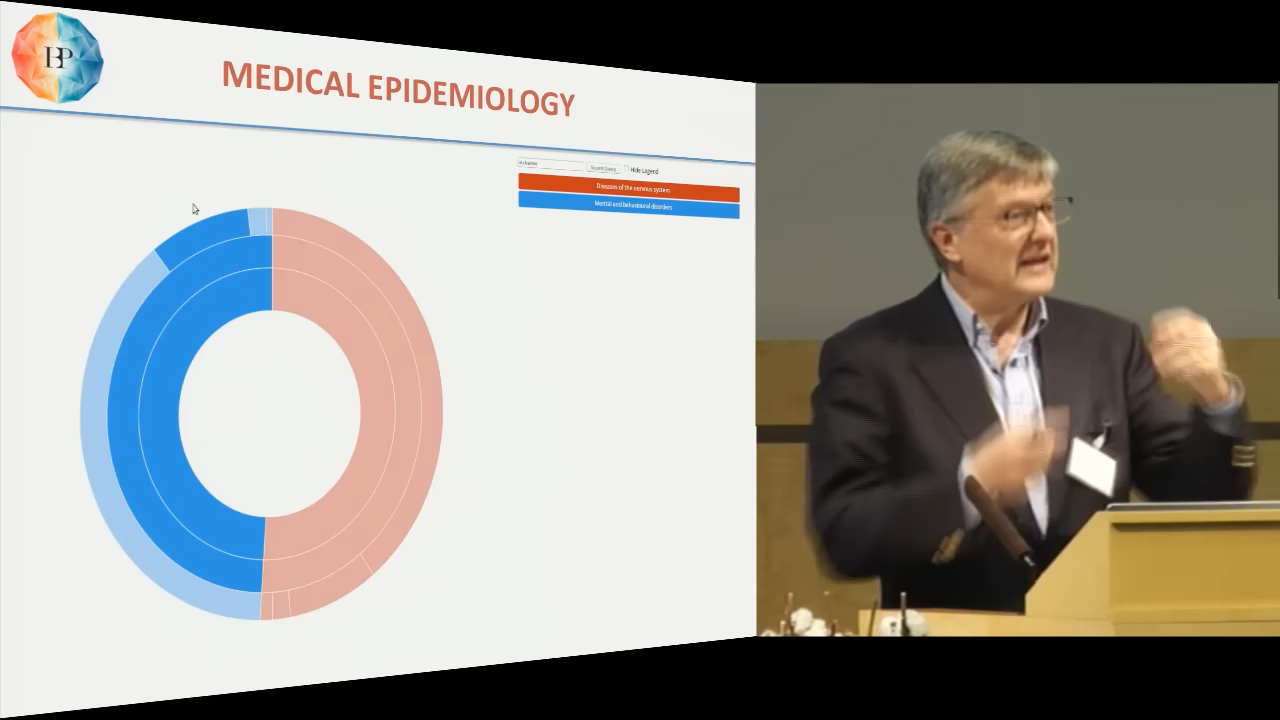 BP
MEDICAL EPIDEMIOLOGY
Hide Legend
Diseases of the nervous system
Mental and behavioural disorders